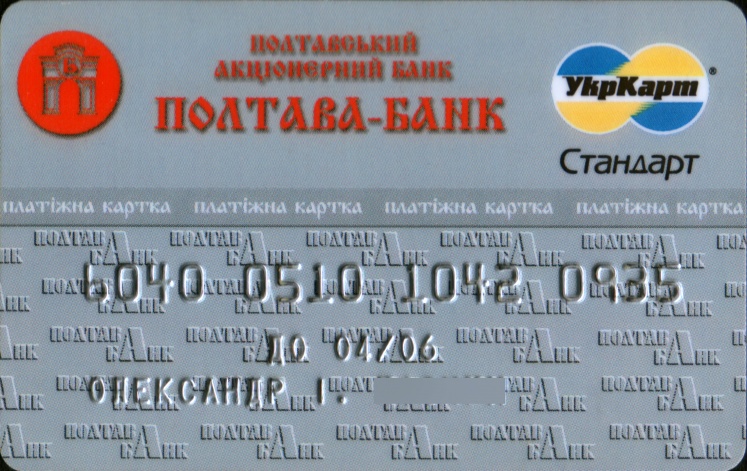 ПОЛТАВСЬКИЙ
АКЦІОНЕРНИЙ БАНК
ПОЛТАВА-БАНК
УкрКарт
Стандарт
ПЛАТІЖНА КАРТКА ПЛАТІЖНА КАРТКА ПЛАТІЖНА КАРТКА ПЛАТІЖНА КАРТКА
6040 0510 1042 0935
ДО 04/06
ОЛЕКСАНДР І.